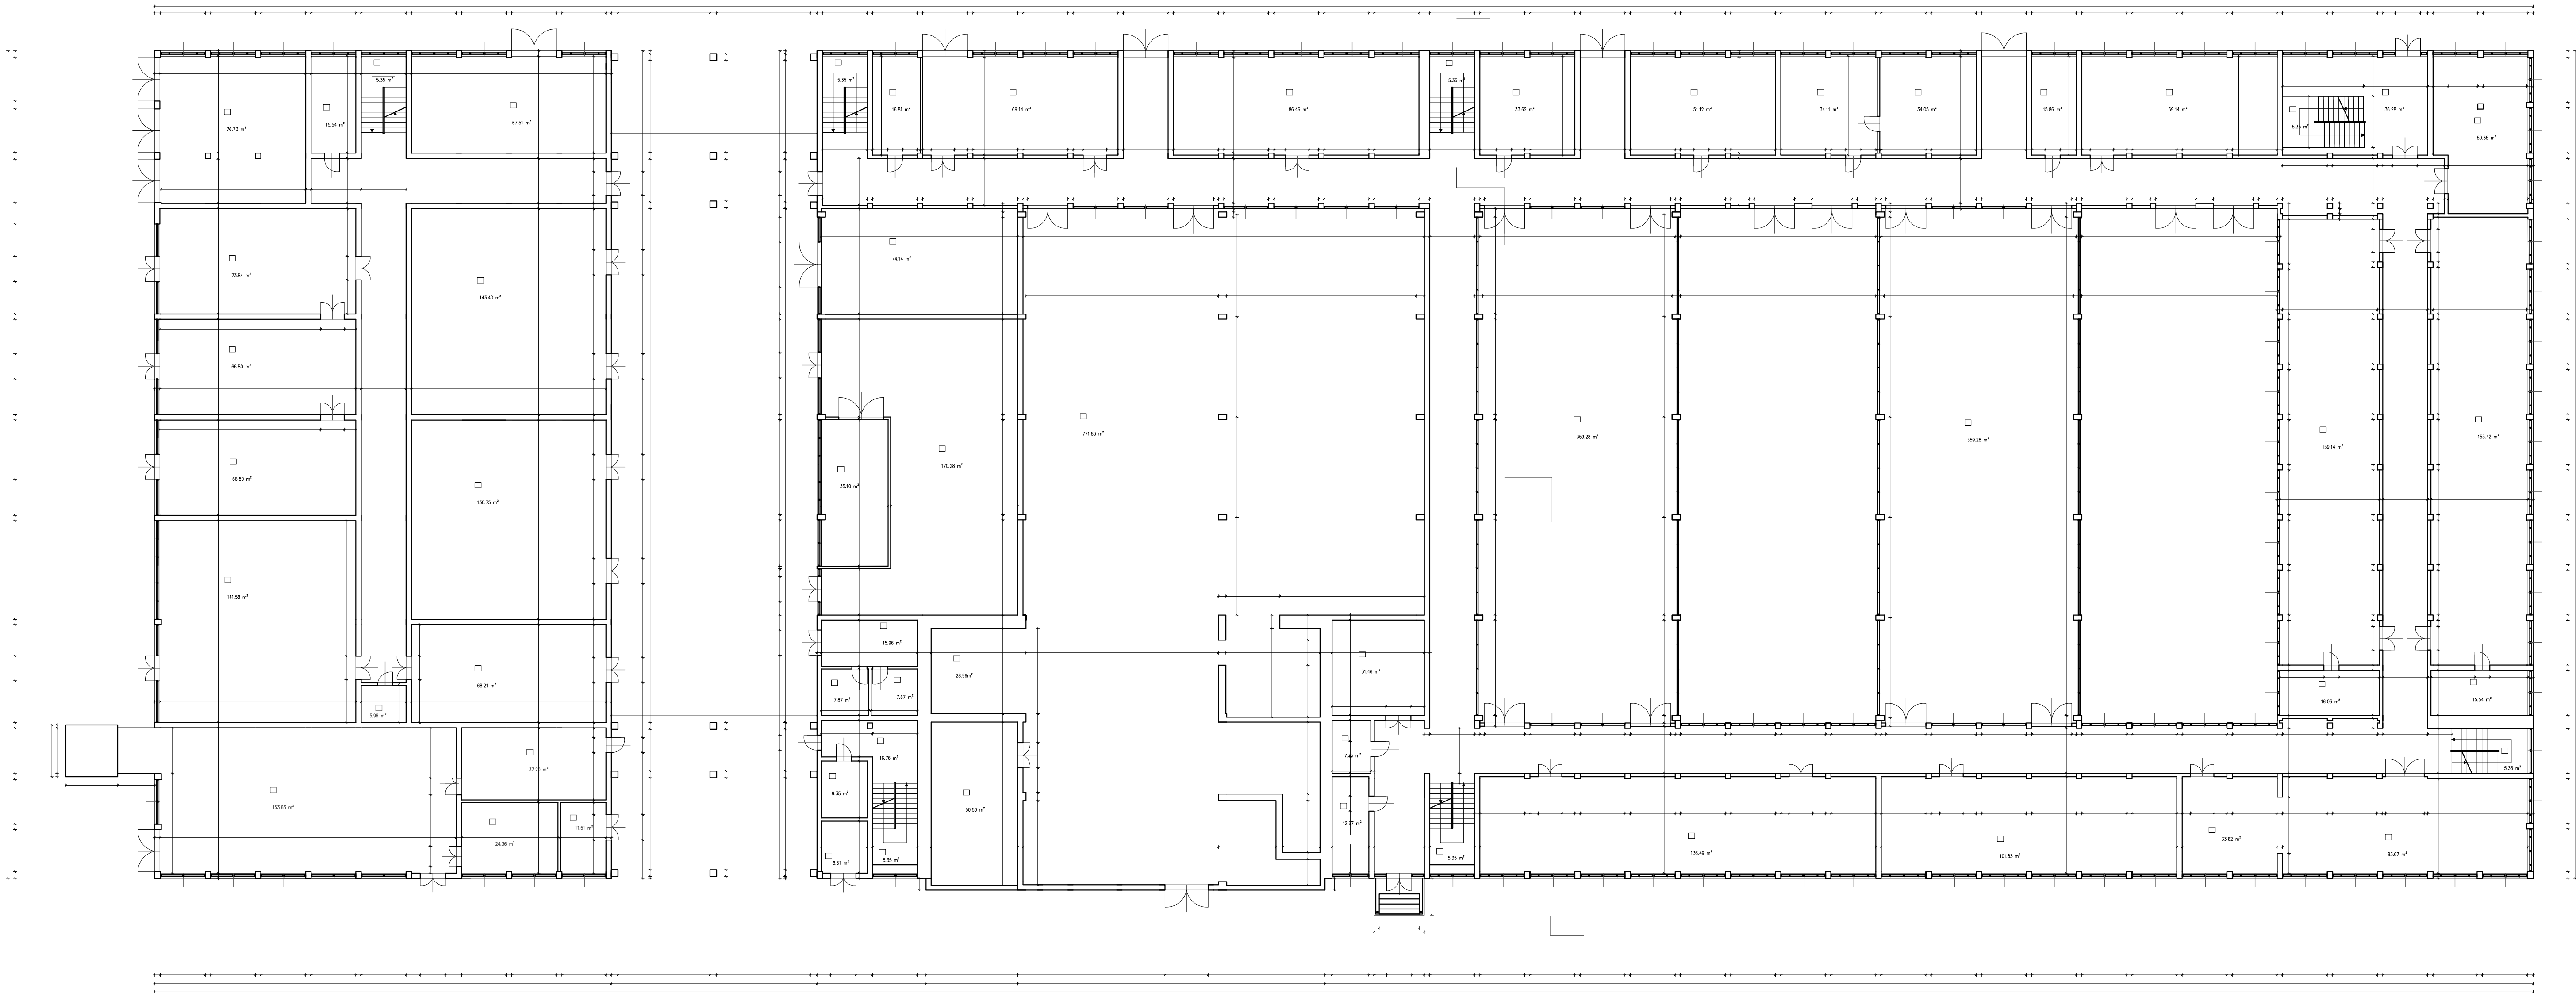 5.35 m²
5.35 m²
5.35 m²
76.73 m²
15.54 m²
67.51 m²
16.81 m²
69.14 m²
86.46 m²
33.62 m²
51.12 m²
34.11 m²
34.05 m²
15.86 m²
69.14 m²
36.28 m²
5.35 m²
50.35 m²
73.84 m²
143.40 m²
74.14 m²
66.80 m²
771.83 m²
359.28 m²
359.28 m²
159.14 m²
155.42 m²
66.80 m²
138.75 m²
35.10 m²
170.28 m²
141.58 m²
15.96 m²
28.96m²
31.46 m²
68.21 m²
7.87 m²
7.67 m²
16.03 m²
15.54 m²
5.98 m²
37.20 m²
16.76 m²
5.35 m²
153.63 m²
9.35 m²
50.50 m²
12.67 m²
11.51 m²
24.36 m²
8.51 m²
5.35 m²
5.35 m²
136.49 m²
101.83 m²
33.62 m²
83.67 m²